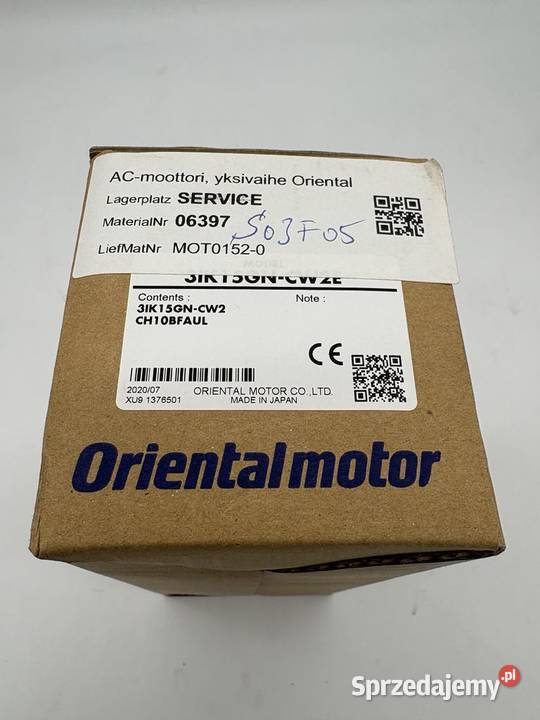 AC-moottori, yksivaihe Oriental
Lagerplatz SERVICE
MaterialNr 06397 S03F05
LiefMatNr MOT0152-0
3IK15GN-CW2E
Contents : Note :
3IK15GN-CW2
CH10BFAUL
CE
2020/07 ORIENTAL MOTOR CO.,LTD.
XU9 1376501 MADE IN JAPAN
Orientalmotor
Sprzedajemy.pl